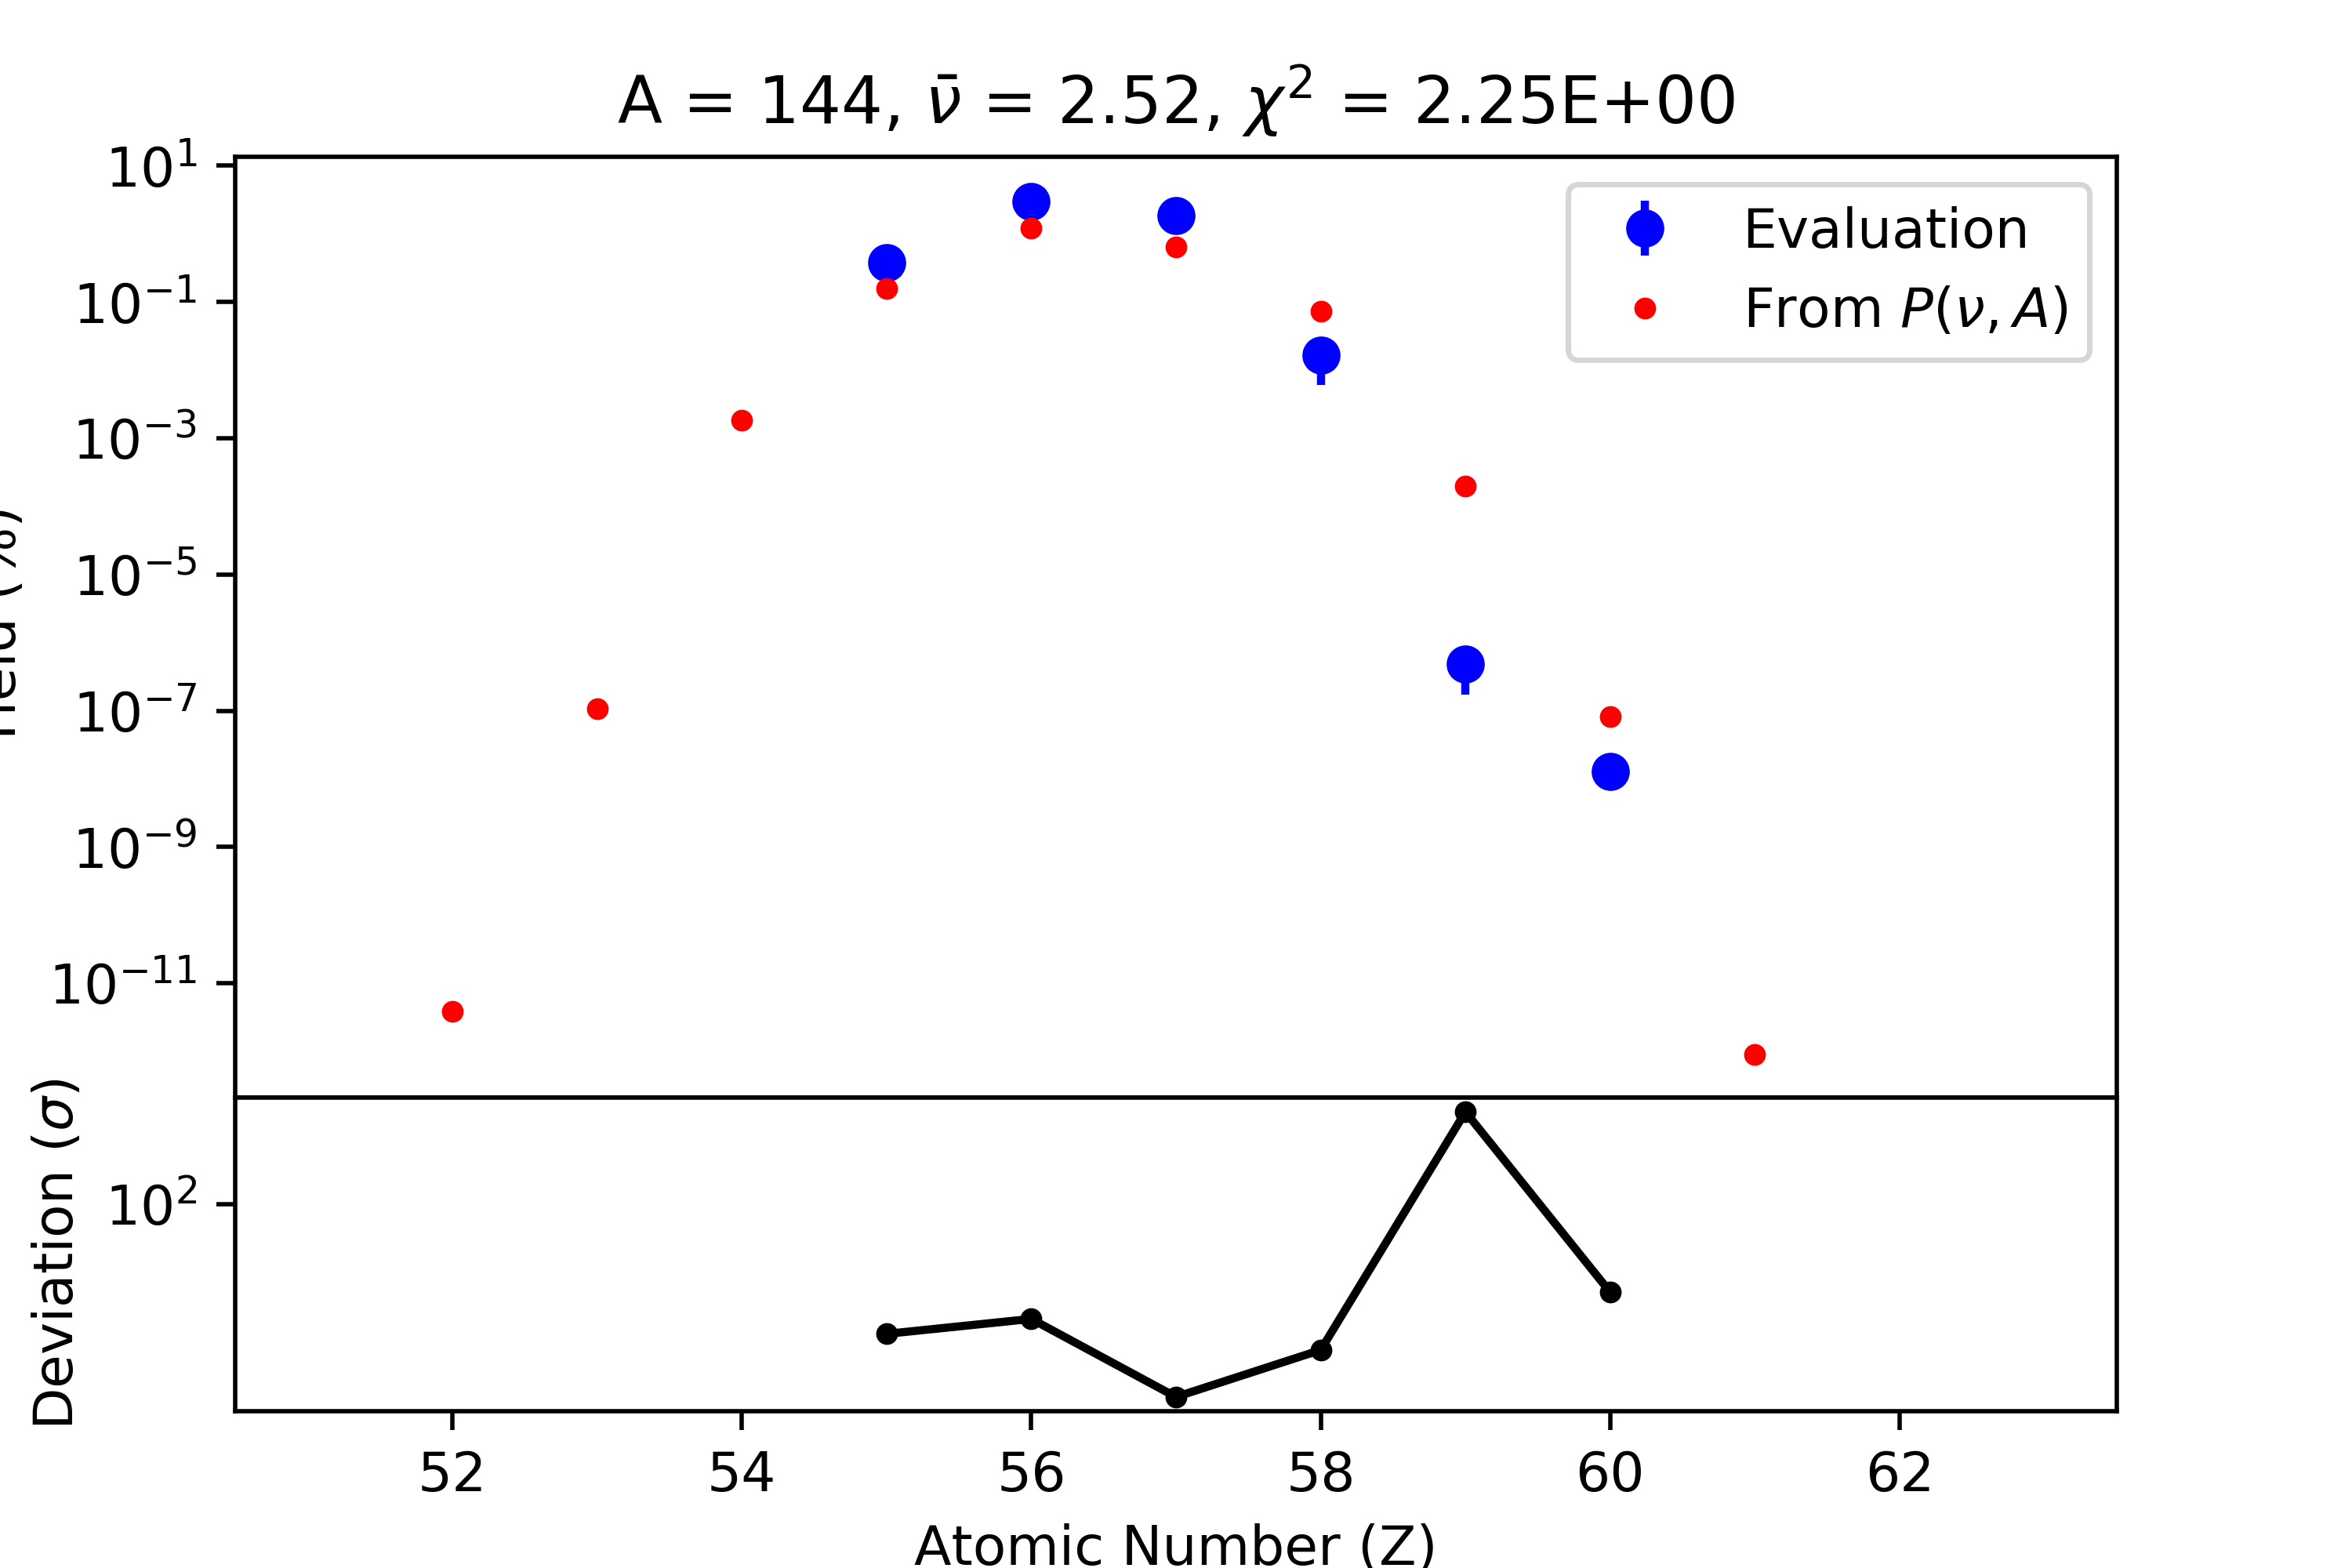 A = 144, ν̄ = 2.52, χ² = 2.25E+00
10¹
10⁻¹
10⁻³
10⁻⁵
10⁻⁷
10⁻⁹
10⁻¹¹
Yield (%)
Evaluation
From P(ν, A)
Deviation (σ)
10²
52 54 56 58 60 62
Atomic Number (Z)